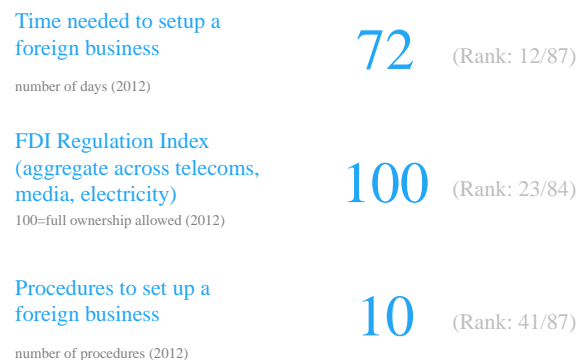 Time needed to setup a
foreign business
72 (Rank: 12/87)
number of days (2012)
FDI Regulation Index
(aggregate across telecoms,
media, electricity)
100 (Rank: 23/84)
100=full ownership allowed (2012)
Procedures to set up a
foreign business
10 (Rank: 41/87)
number of procedures (2012)